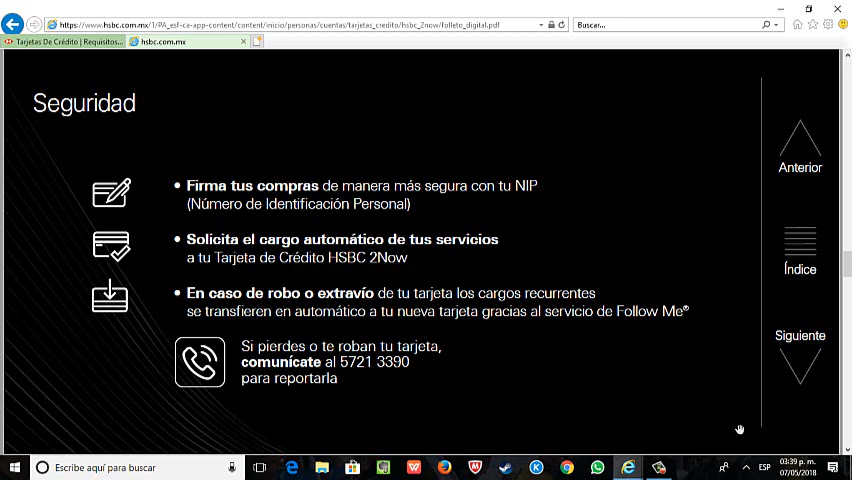 https://www.hsbc.com.mx/1/PA_esf-ca-app-content/content/inicio/personas/cuentas/tarjetas_credito/hsbc_2now/folleto_digital.pdf
Buscar...
Tarjetas De Crédito | Requisitos...
hsbc.com.mx
Seguridad
• Firma tus compras de manera más segura con tu NIP
(Número de Identificación Personal)
• Solicita el cargo automático de tus servicios
a tu Tarjeta de Crédito HSBC 2Now
• En caso de robo o extravío de tu tarjeta los cargos recurrentes
se transfieren en automático a tu nueva tarjeta gracias al servicio de Follow Me®
Si pierdes o te roban tu tarjeta,
comunícate al 5721 3390
para reportarla
Anterior
Índice
Siguiente
Escribe aquí para buscar
ESP
03:39 p. m.
07/05/2018